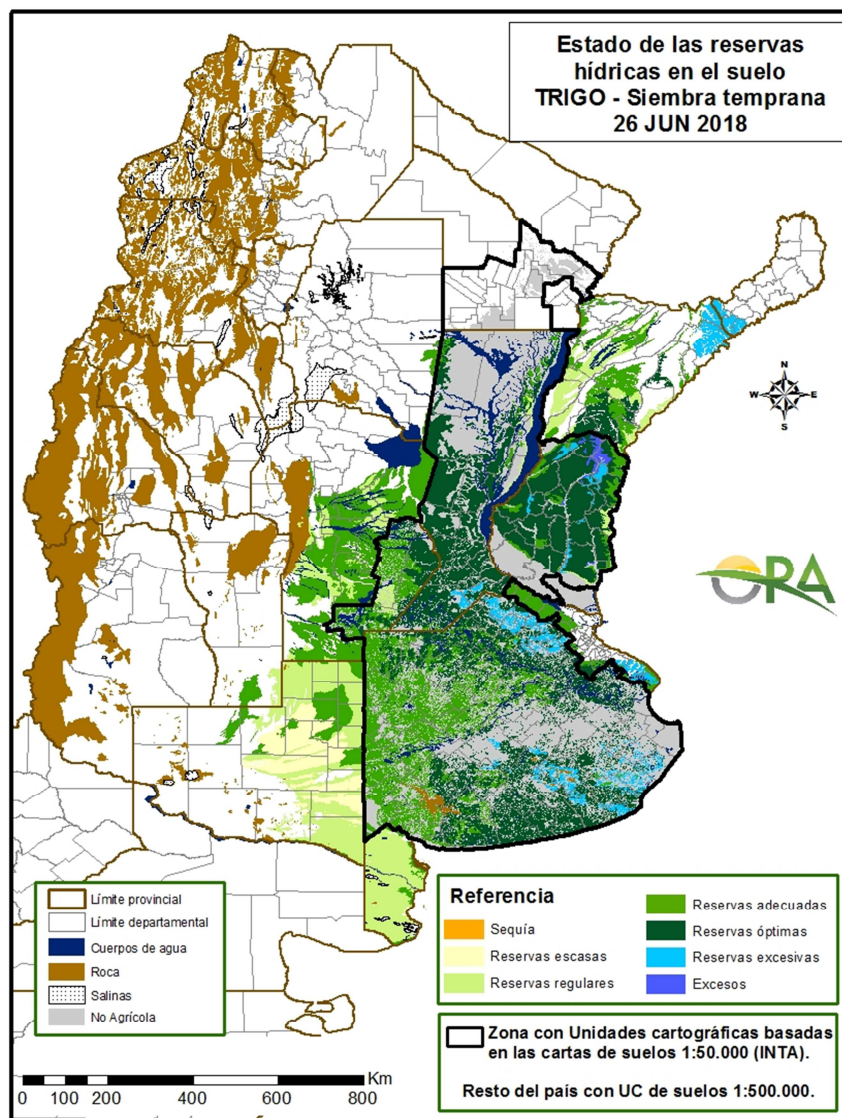 Estado de las reservas
hídricas en el suelo
TRIGO - Siembra temprana
26 JUN 2018
N
W E
S
ORA
Límite provincial
Límite departamental
Cuerpos de agua
Roca
Salinas
No Agrícola
Referencia
Sequía
Reservas escasas
Reservas regulares
Reservas adecuadas
Reservas óptimas
Reservas excesivas
Excesos
Zona con Unidades cartográficas basadas
en las cartas de suelos 1:50.000 (INTA).
Resto del país con UC de suelos 1:500.000.
Km
0 100 200 400 600 800